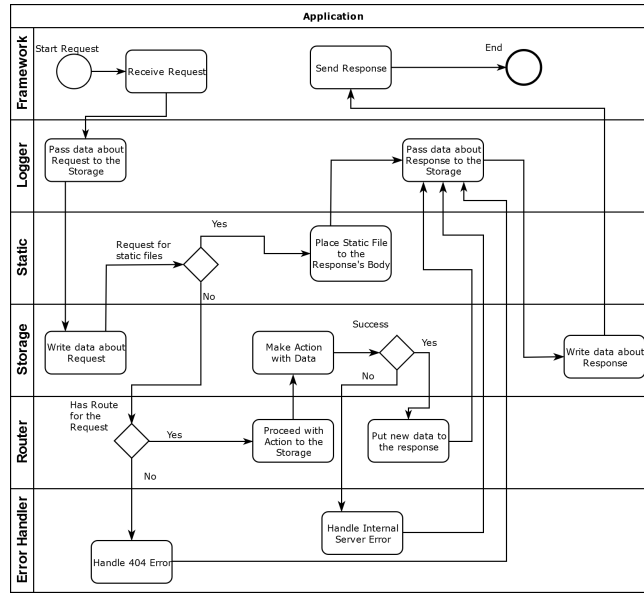 Application
Framework
Start Request
Receive Request
Send Response
End
Logger
Pass data about
Request to the
Storage
Pass data about
Response to the
Storage
Static
Request for
static files
Yes
No
Place Static File
to the
Response's Body
Storage
Write data about
Request
Make Action
with Data
Success
Yes
No
Write data about
Response
Router
Has Route
for the
Request
Yes
No
Proceed with
Action to the
Storage
Put new data to
the response
Error Handler
Handle 404 Error
Handle Internal
Server Error